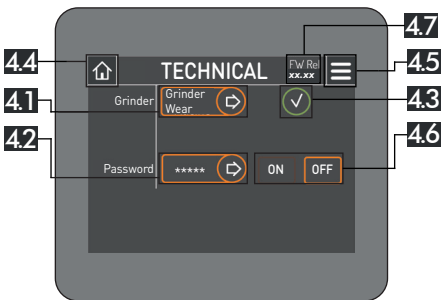 4.7
4.4
TECHNICAL
FW Rel
xx.xx
4.5
4.1
Grinder
Grinder
Wear
4.3
4.2
4.6
Password
*****
ON
OFF